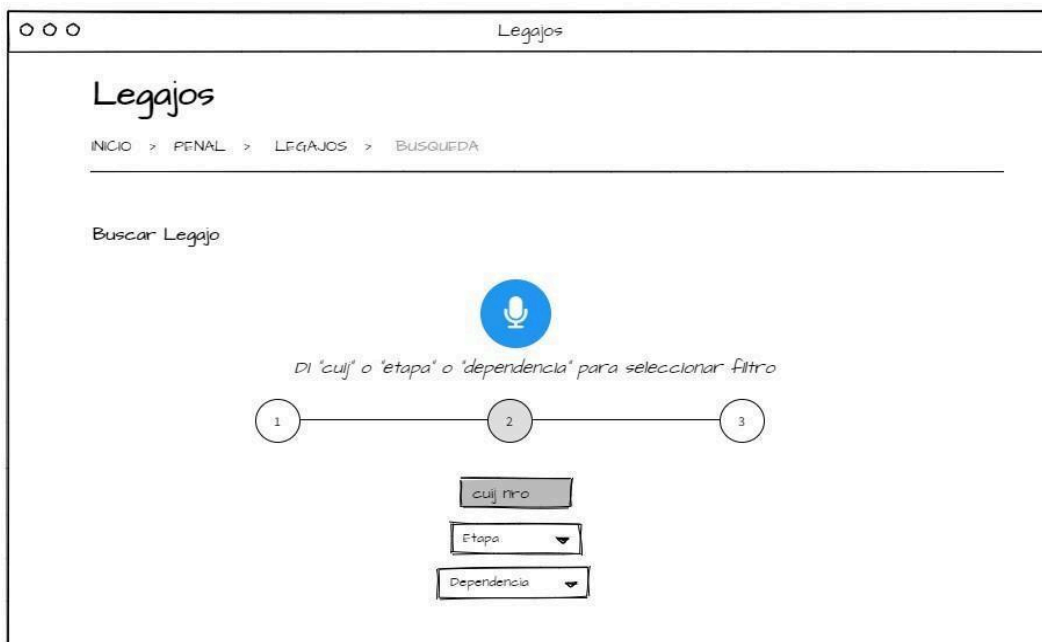 Legajos
Legajos
INICIO > PENAL > LEGAJOS > BUSQUEDA
Buscar Legajo
Di "cuij" o "etapa" o "dependencia" para seleccionar filtro
1 2 3
cuij nro
Etapa
Dependencia